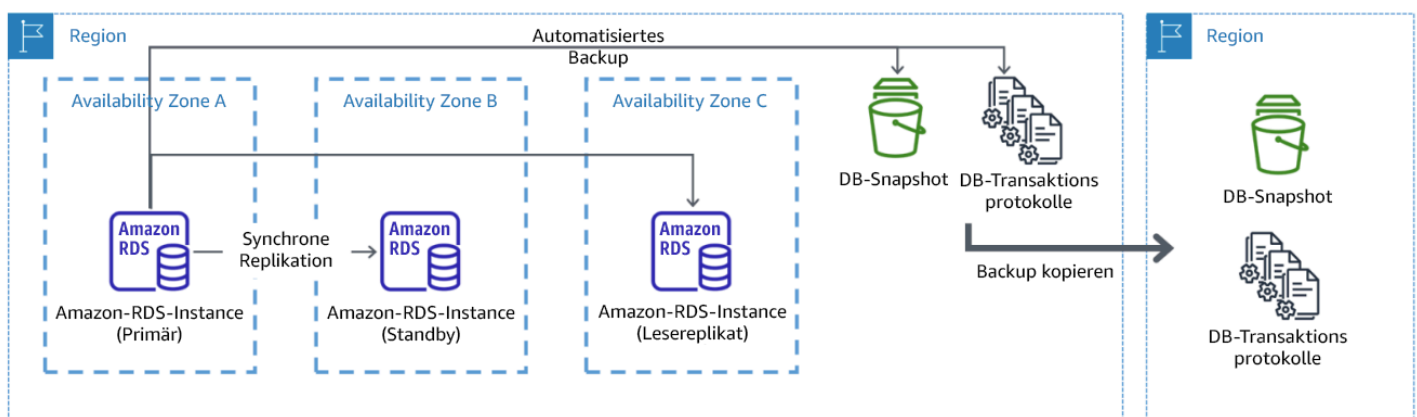 Region
Automatisiertes
Backup
Region
Availability Zone A
Availability Zone B
Availability Zone C
DB-Snapshot
DB-Transaktions
protokolle
DB-Snapshot
Amazon
RDS
Synchrone
Replikation
Amazon
RDS
Amazon
RDS
Backup kopieren
Amazon-RDS-Instance
(Primär)
Amazon-RDS-Instance
(Standby)
Amazon-RDS-Instance
(Lesereplikat)
DB-Transaktions
protokolle